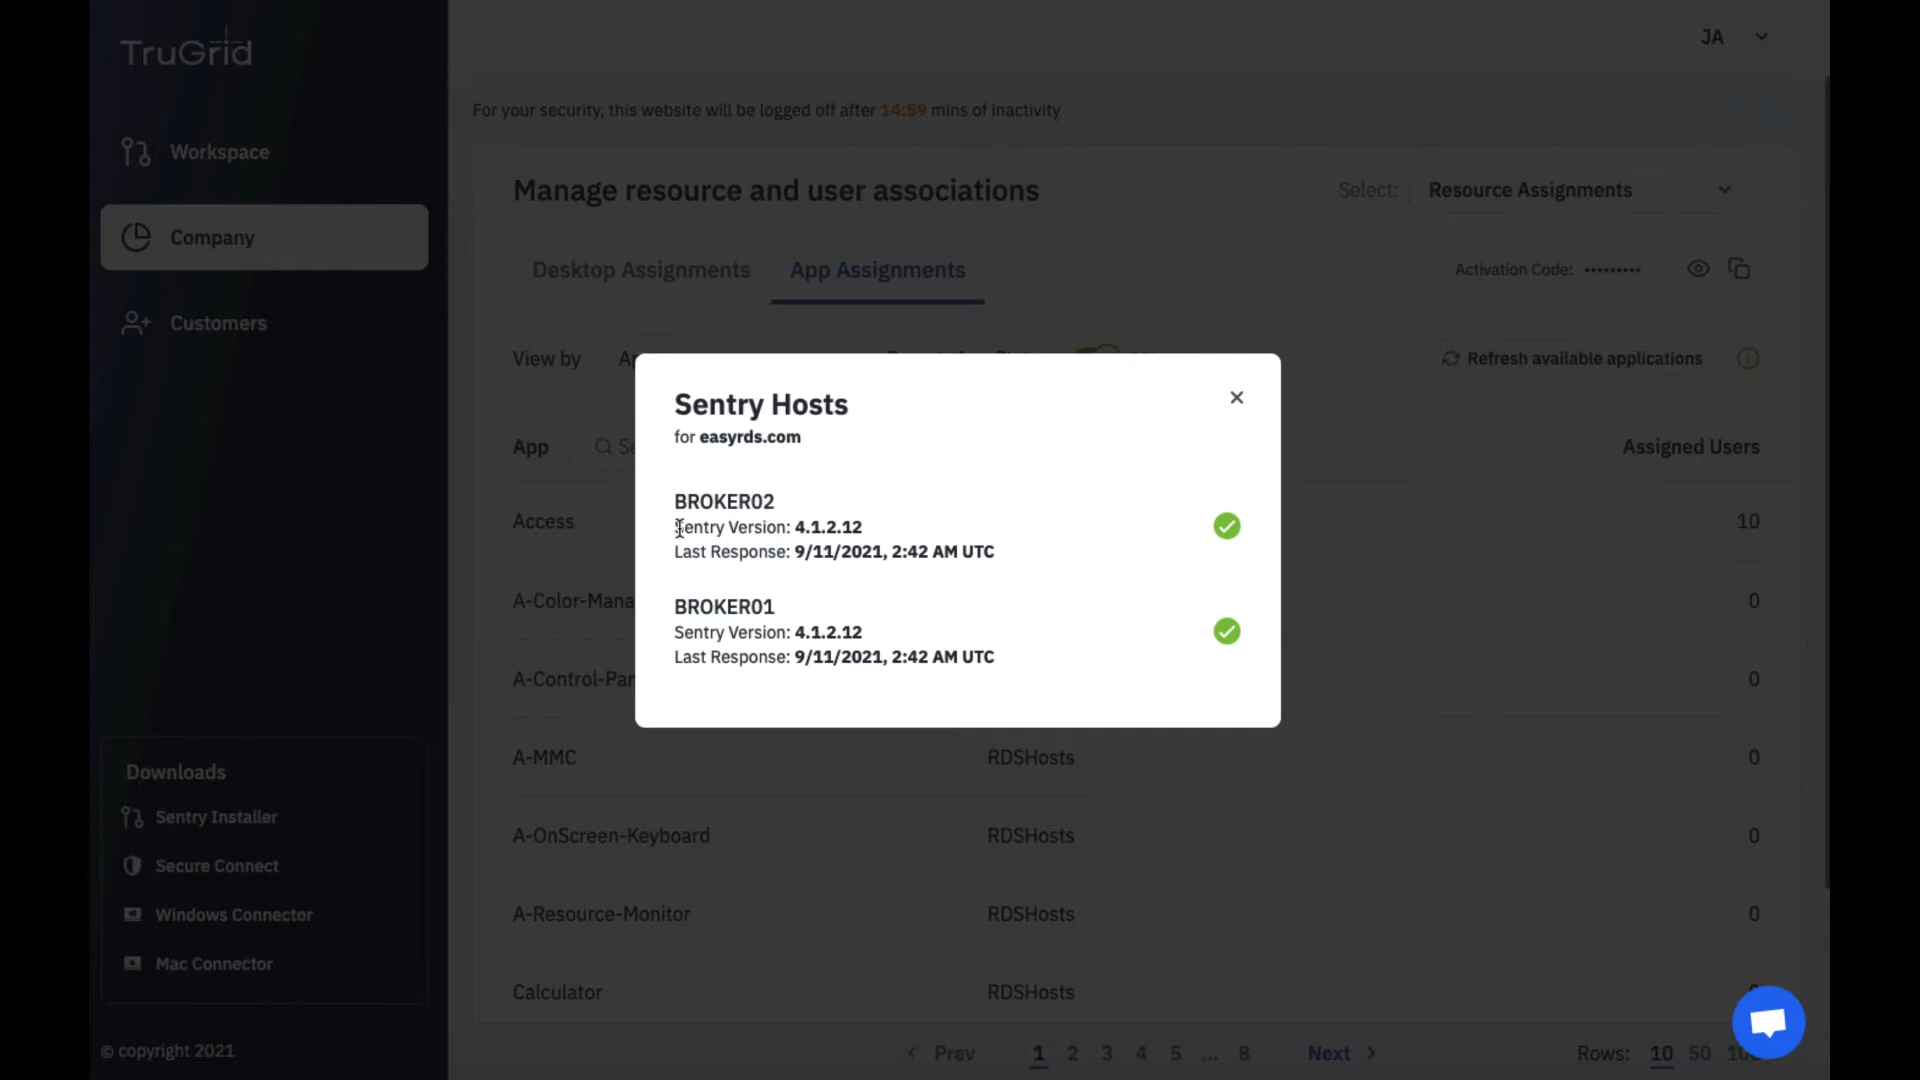 TruGrid
JA
For your security, this website will be logged off after 14:59 mins of inactivity
Workspace
Company
Customers
Manage resource and user associations
Select: Resource Assignments
Desktop Assignments App Assignments
Activation Code: •••••••••
View by
Refresh available applications
App
Assigned Users
Access 10
A-Color-Mana 0
A-Control-Par 0
A-MMC RDSHosts 0
A-OnScreen-Keyboard RDSHosts 0
A-Resource-Monitor RDSHosts 0
Calculator RDSHosts
Sentry Hosts
for easyrds.com
BROKER02
Sentry Version: 4.1.2.12
Last Response: 9/11/2021, 2:42 AM UTC
BROKER01
Sentry Version: 4.1.2.12
Last Response: 9/11/2021, 2:42 AM UTC
Downloads
Sentry Installer
Secure Connect
Windows Connector
Mac Connector
© copyright 2021
< Prev 1 2 3 4 5 ... 8 Next >
Rows: 10 50